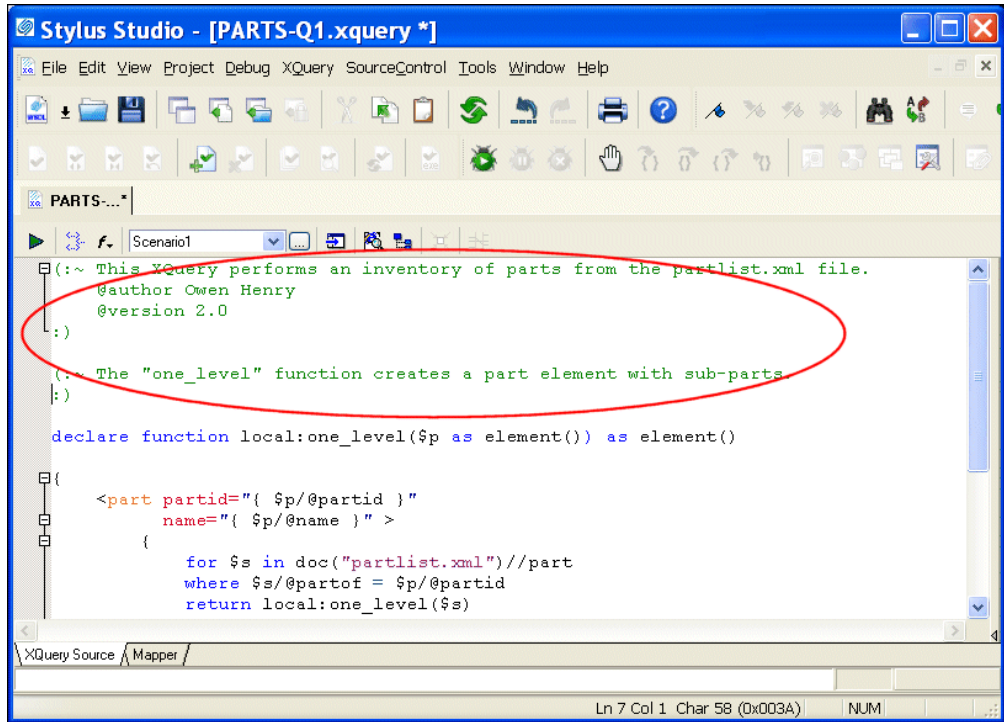 Stylus Studio - [PARTS-Q1.xquery *]
File Edit View Project Debug XQuery SourceControl Tools Window Help
PARTS-...*
Scenario1
(:~ This XQuery performs an inventory of parts from the partlist.xml file.
@author Owen Henry
@version 2.0
:)
(:~ The "one_level" function creates a part element with sub-parts.
:)
declare function local:one_level($p as element()) as element()
{
<part partid="{ $p/@partid }"
name="{ $p/@name }" >
{
for $s in doc("partlist.xml")//part
where $s/@partof = $p/@partid
return local:one_level($s)
XQuery Source Mapper
Ln 7 Col 1 Char 58 (0x003A) NUM